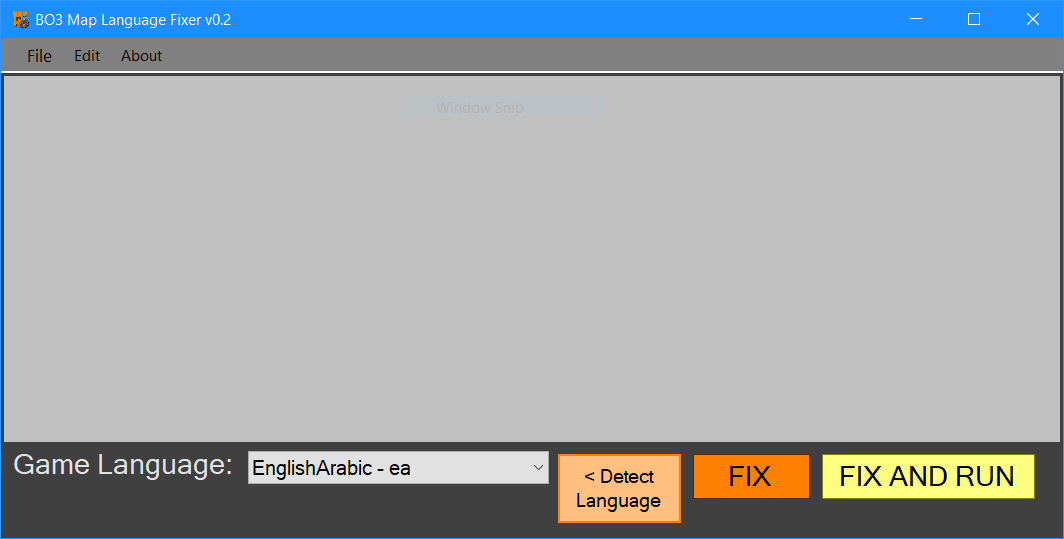 BO3 Map Language Fixer v0.2
File Edit About
Window Snip
Game Language: EnglishArabic - ea
< Detect
Language
FIX
FIX AND RUN